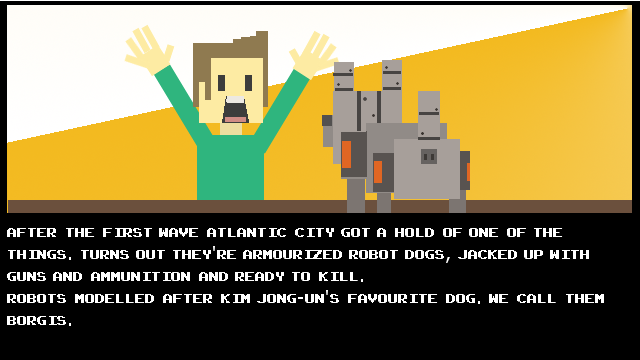 AFTER THE FIRST WAVE ATLANTIC CITY GOT A HOLD OF ONE OF THE
THINGS. TURNS OUT THEY'RE ARMOURIZED ROBOT DOGS, JACKED UP WITH
GUNS AND AMMUNITION AND READY TO KILL.
ROBOTS MODELLED AFTER KIM JONG-UN'S FAVOURITE DOG. WE CALL THEM
BORGIS.